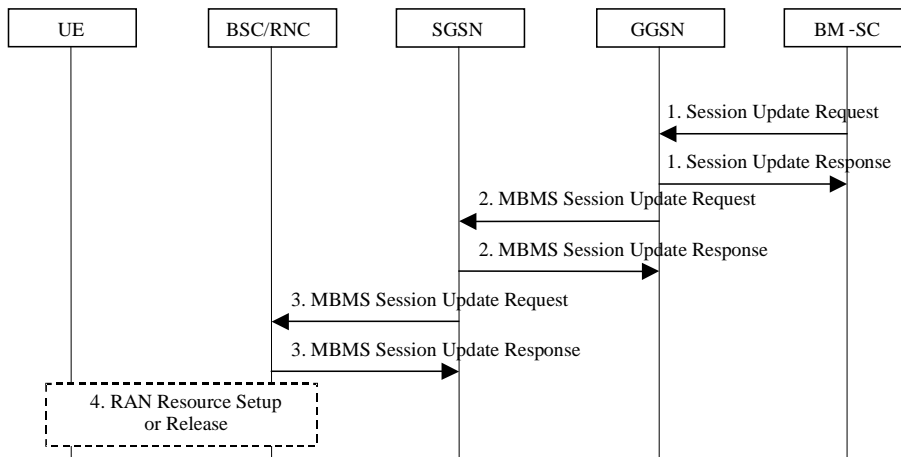 UE
BSC/RNC
SGSN
GGSN
BM -SC
1. Session Update Request
1. Session Update Response
2. MBMS Session Update Request
2. MBMS Session Update Response
3. MBMS Session Update Request
3. MBMS Session Update Response
4. RAN Resource Setup
or Release